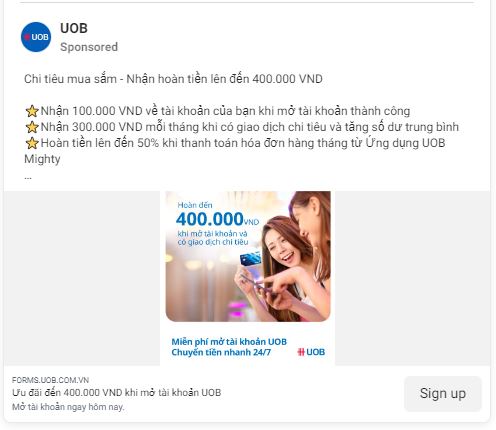 UOB
UOB
Sponsored
Chi tiêu mua sắm - Nhận hoàn tiền lên đến 400.000 VND
⭐Nhận 100.000 VND về tài khoản của bạn khi mở tài khoản thành công
⭐Nhận 300.000 VND mỗi tháng khi có giao dịch chi tiêu và tăng số dư trung bình
⭐Hoàn tiền lên đến 50% khi thanh toán hóa đơn hàng tháng từ Ứng dụng UOB
Mighty
...
Hoàn đến
400.000 VND
khi mở tài khoản và
có giao dịch chi tiêu
Miễn phí mở tài khoản UOB
Chuyển tiền nhanh 24/7
UOB
FORMS.UOB.COM.VN
Ưu đãi đến 400.000 VND khi mở tài khoản UOB
Mở tài khoản ngay hôm nay.
Sign up